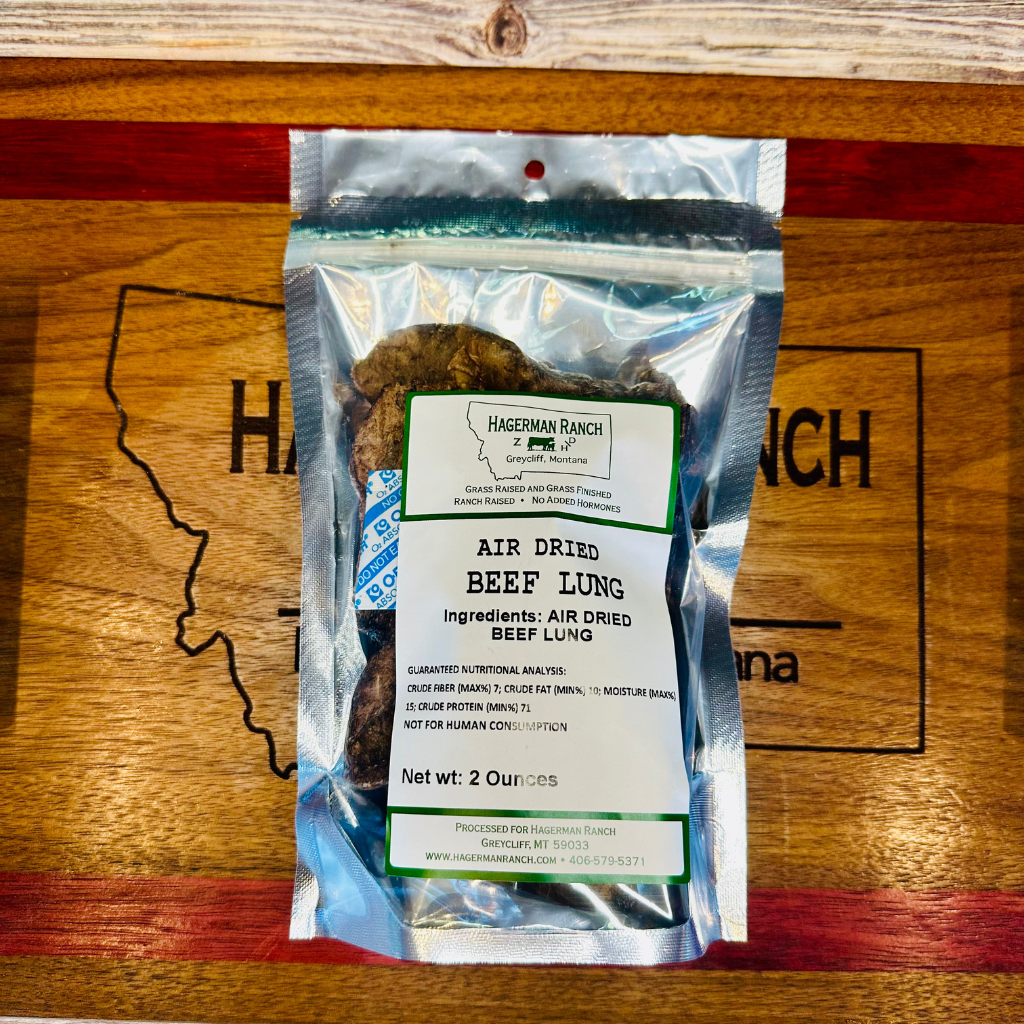 HAGERMAN RANCH
Z H D
Greycliff, Montana
GRASS RAISED AND GRASS FINISHED
RANCH RAISED • NO ADDED HORMONES
AIR DRIED
BEEF LUNG
Ingredients: AIR DRIED
BEEF LUNG
GUARANTEED NUTRITIONAL ANALYSIS:
CRUDE FIBER (MAX%) 7; CRUDE FAT (MIN%) 10; MOISTURE (MAX%)
15; CRUDE PROTEIN (MIN%) 71
NOT FOR HUMAN CONSUMPTION
Net wt: 2 Ounces
PROCESSED FOR HAGERMAN RANCH
GREYCLIFF, MT 59033
WWW.HAGERMANRANCH.COM • 406-579-5371
DO NOT E
H
NCH
ana